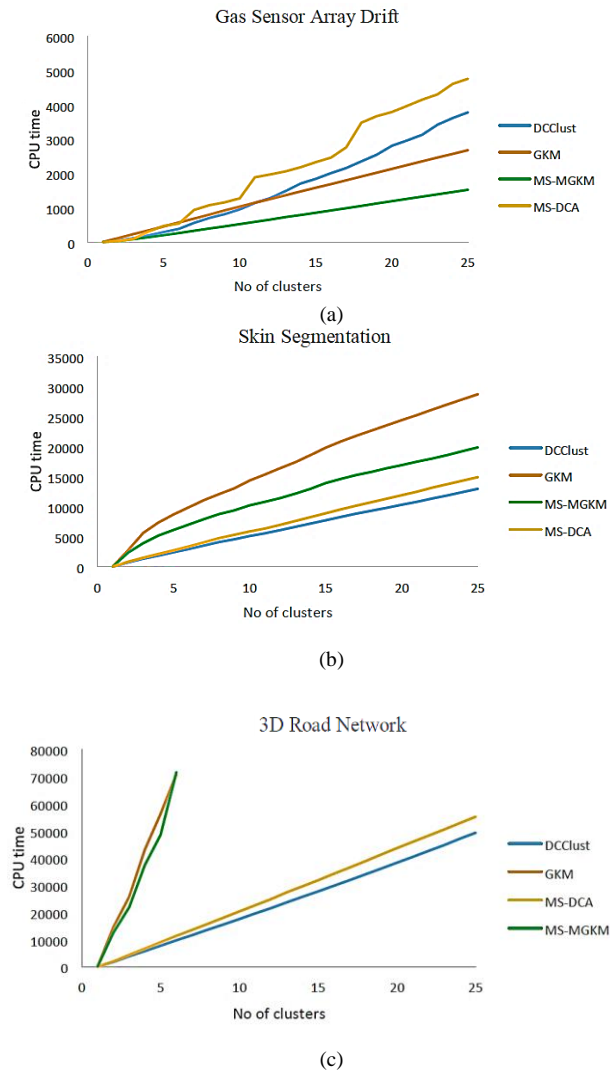 Gas Sensor Array Drift
6000
5000
4000
3000
2000
1000
0
CPU time
0 5 10 15 20 25
No of clusters
DCClust
GKM
MS-MGKM
MS-DCA
(a)
Skin Segmentation
35000
30000
25000
20000
15000
10000
5000
0
CPU time
0 5 10 15 20 25
No of clusters
DCClust
GKM
MS-MGKM
MS-DCA
(b)
3D Road Network
80000
70000
60000
50000
40000
30000
20000
10000
0
CPU time
0 5 10 15 20 25
No of clusters
DCClust
GKM
MS-DCA
MS-MGKM
(c)